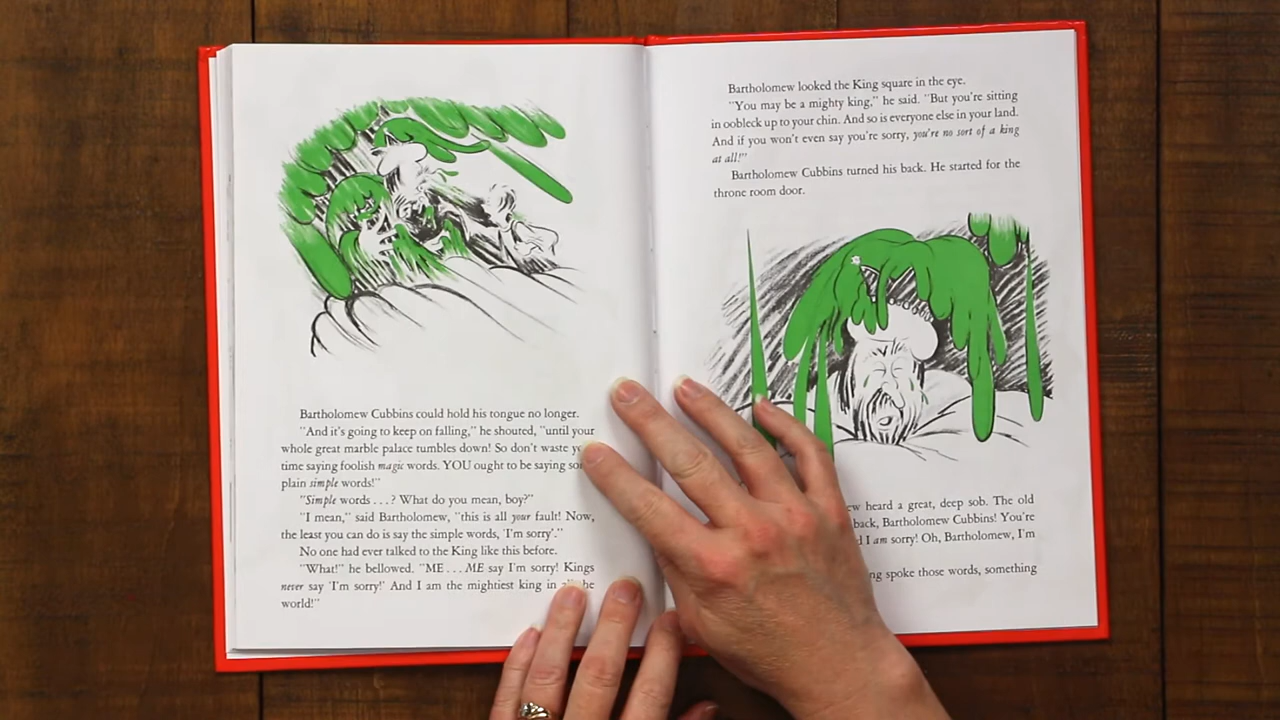 Bartholomew Cubbins could hold his tongue no longer.
"And it's going to keep on falling," he shouted, "until your
whole great marble palace tumbles down! So don't waste
time saying foolish magic words. YOU ought to be saying
plain simple words!"
"Simple words . . . ? What do you mean, boy?"
"I mean," said Bartholomew, "this is all your fault! Now,
the least you can do is say the simple words, 'I'm sorry'."
No one had ever talked to the King like this before.
"What!" he bellowed. "ME . . . ME say I'm sorry! Kings
never say 'I'm sorry!' And I am the mightiest king in
world!"
Bartholomew looked the King square in the eye.
"You may be a mighty king," he said. "But you're sitting
in oobleck up to your chin. And so is everyone else in your land.
And if you won't even say you're sorry, you're no sort of a king
at all!"
Bartholomew Cubbins turned his back. He started for the
throne room door.
heard a great, deep sob. The old
back, Bartholomew Cubbins! You're
I am sorry! Oh, Bartholomew, I'm
spoke those words, something